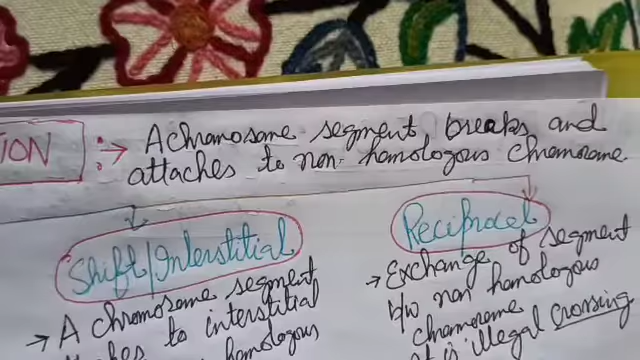 ION :→ A chromosome segment breaks and
attaches to non-homologous chromosome.
Shift/Interstitial
→ A chromosome segment
to interstitial
homologous
Reciprocel
→ Exchange of segment
b/w non homologous
chromosome
illegal crossing